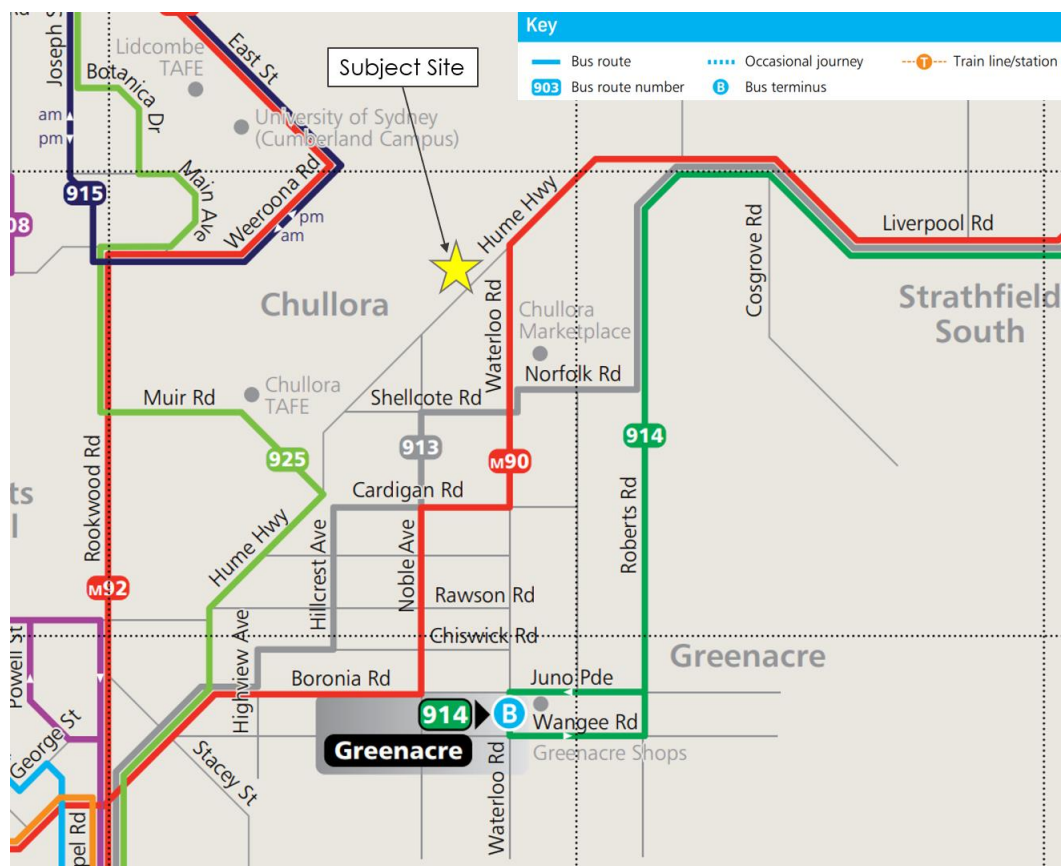 Key
Bus route
Occasional journey
Train line/station
T
903
Bus route number
B
Bus terminus
Subject Site
Joseph S
Lidcombe
TAFE
East St
Botanica Dr
University of Sydney
(Cumberland Campus)
am
pm
915
Main Ave
Weeroona Rd
pm
am
08
Hume Hwy
Liverpool Rd
Waterloo Rd
Cosgrove Rd
Chullora
Chullora
Marketplace
Strathfield
South
Norfolk Rd
Muir Rd
Chullora
TAFE
Shellcote Rd
913
914
925
M90
Cardigan Rd
ts
l
Rookwood Rd
Hume Hwy
Hillcrest Ave
Noble Ave
Roberts Rd
M92
Rawson Rd
Chiswick Rd
Greenacre
Powell St
Highview Ave
Boronia Rd
Juno Pde
914
B
Wangee Rd
Greenacre
Greenacre Shops
George St
Stacey St
Waterloo Rd
pel Rd